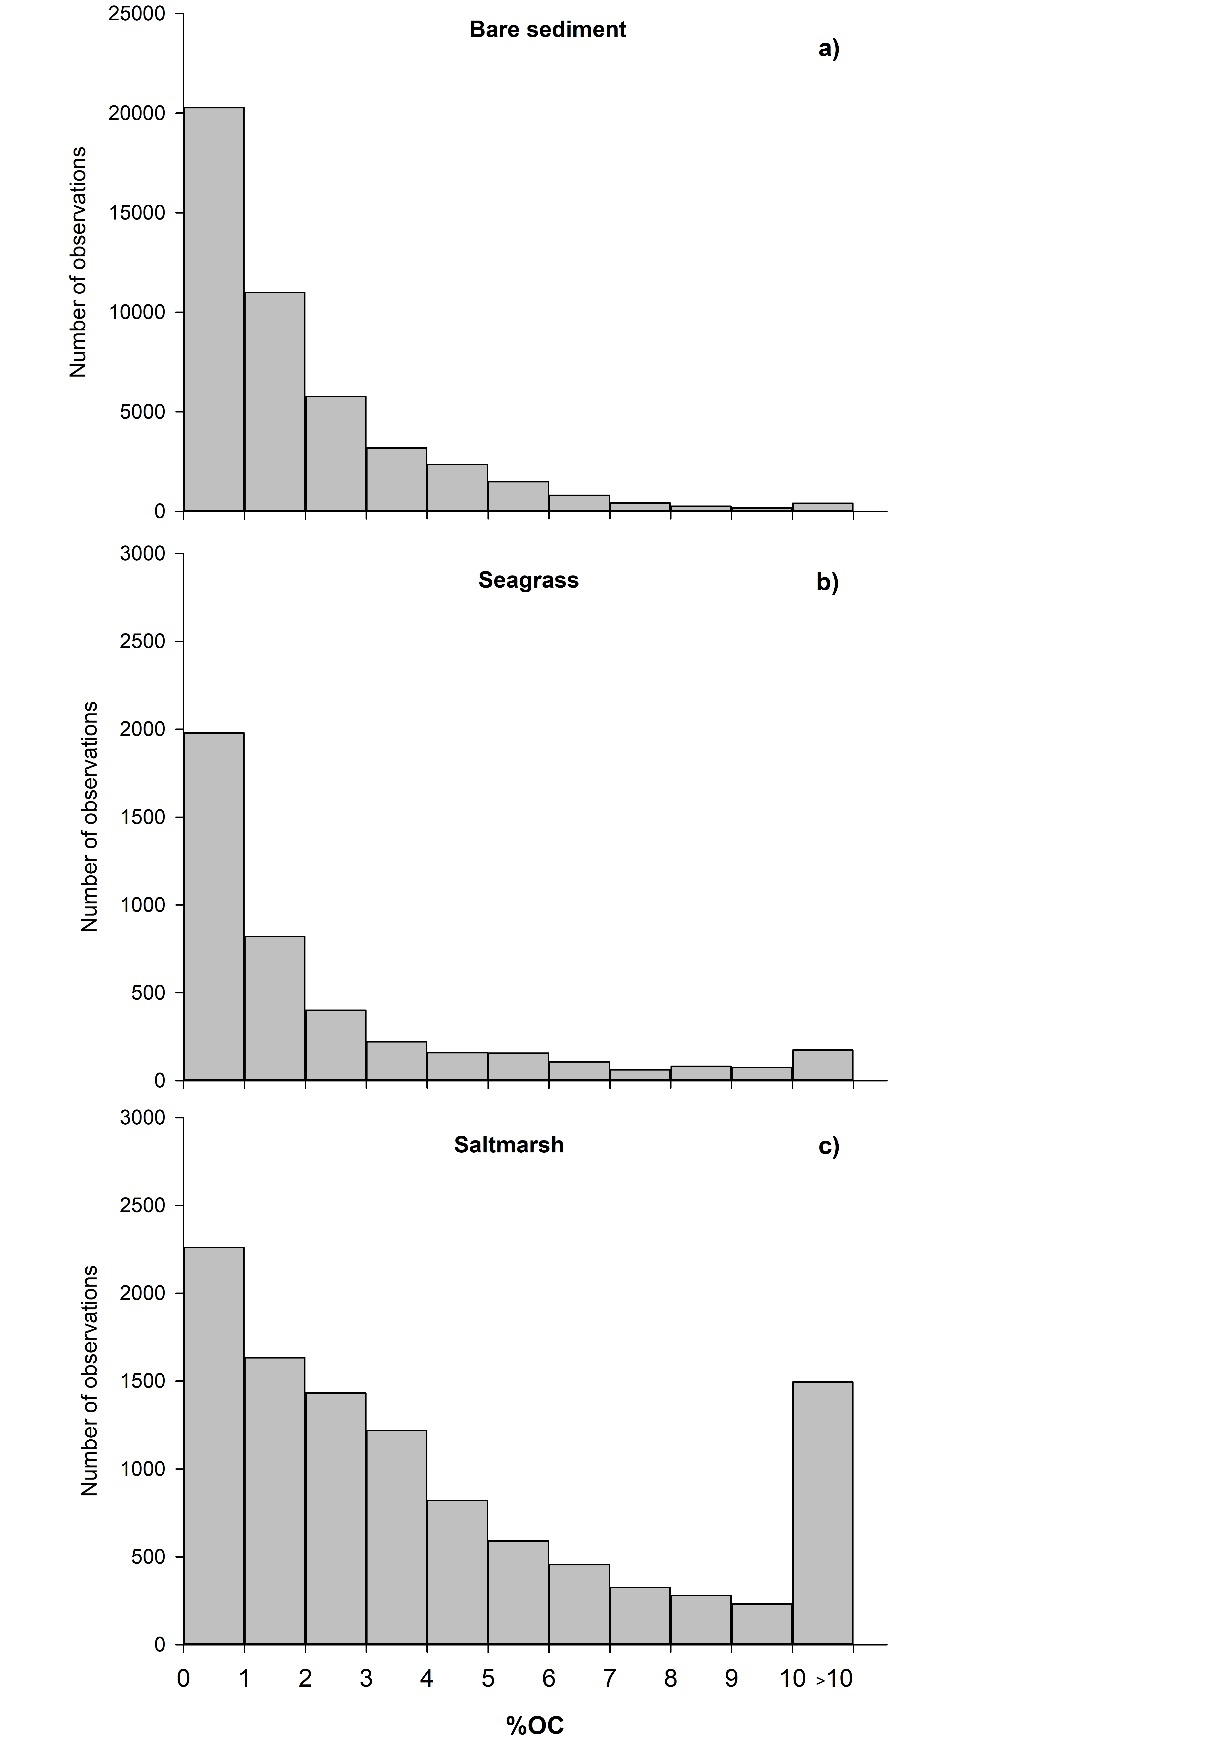 25000
Bare sediment
a)
20000
15000
10000
5000
0
Number of observations
3000
Seagrass
b)
2500
2000
1500
1000
500
0
Number of observations
3000
Saltmarsh
c)
2500
2000
1500
1000
500
0
Number of observations
0 1 2 3 4 5 6 7 8 9 10 >10
%OC